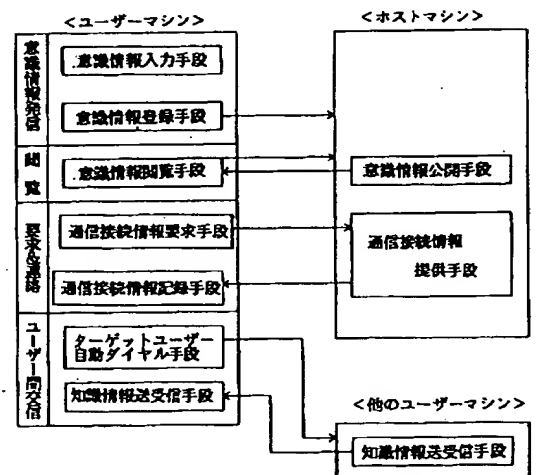 <ユーザーマシン>
<ホストマシン>
意識情報発信
意識情報入力手段
意識情報登録手段
閲覧
意識情報閲覧手段
意識情報公開手段
要求&連絡
通信接続情報要求手段
通信接続情報
提供手段
通信接続情報記録手段
ユーザー間交信
ターゲットユーザー
自動ダイヤル手段
知識情報送受信手段
<他のユーザーマシン>
知識情報送受信手段